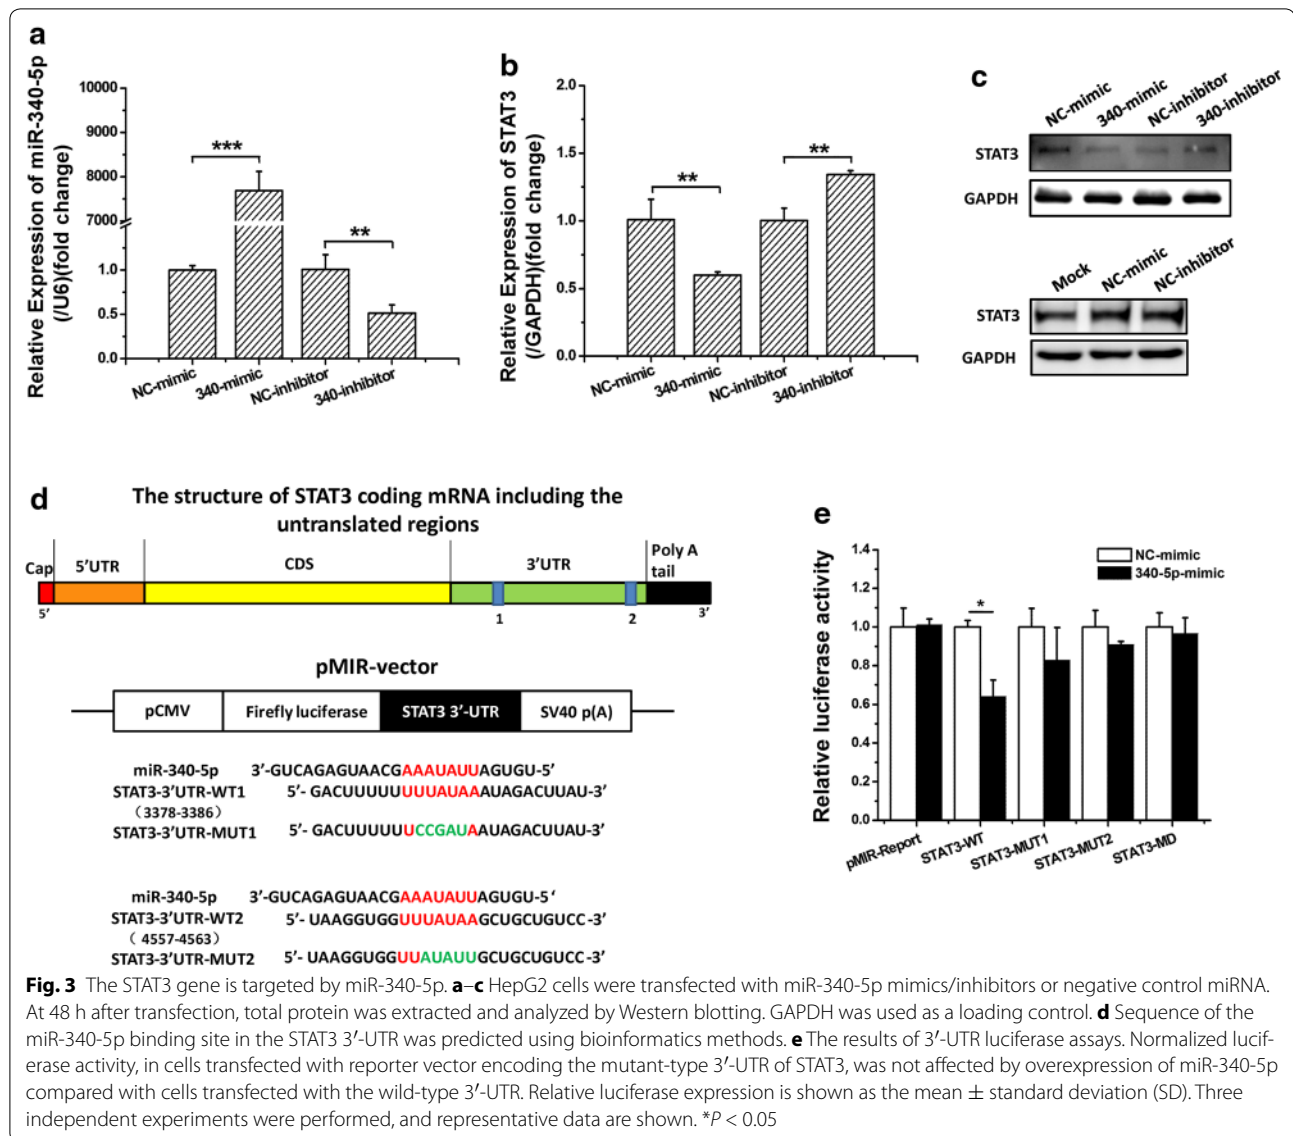 a
Relative Expression of miR-340-5p
(/U6)(fold change)
10000
9000
8000
7000
1.0
0.5
0.0
***
**
NC-mimic
340-mimic
NC-inhibitor
340-inhibitor
b
Relative Expression of STAT3
(/GAPDH)(fold change)
2.0
1.5
1.0
0.5
0.0
**
**
NC-mimic
340-mimic
NC-inhibitor
340-inhibitor
c
NC-mimic
340-mimic
NC-inhibitor
340-inhibitor
STAT3
GAPDH
Mock
NC-mimic
NC-inhibitor
STAT3
GAPDH
d
The structure of STAT3 coding mRNA including the
untranslated regions
Cap
5'UTR
CDS
3'UTR
Poly A
tail
5'
1
2
3'
pMIR-vector
pCMV
Firefly luciferase
STAT3 3'-UTR
SV40 p(A)
miR-340-5p 3'-GUCAGAGUAACGAAAUAUUAGUGU-5'
STAT3-3'UTR-WT1 5'- GACUUUUUUUUAUAAAUAGACUUAU-3'
(3378-3386)
STAT3-3'UTR-MUT1 5'- GACUUUUUUCCGAUAAUAGACUUAU-3'
miR-340-5p 3'-GUCAGAGUAACGAAAUAUUAGUGU-5‘
STAT3-3'UTR-WT2 5'- UAAGGUGGUUUAUAAGCUGCUGUCC-3'
( 4557-4563)
STAT3-3'UTR-MUT2 5'- UAAGGUGGUUAUAUUGCUGCUGUCC-3'
e
Relative luciferase activity
1.4
1.2
1.0
0.8
0.6
0.4
0.2
0.0
NC-mimic
340-5p-mimic
*
pMIR-Report
STAT3-WT
STAT3-MUT1
STAT3-MUT2
STAT3-MD
Fig. 3 The STAT3 gene is targeted by miR-340-5p. a–c HepG2 cells were transfected with miR-340-5p mimics/inhibitors or negative control miRNA.
At 48 h after transfection, total protein was extracted and analyzed by Western blotting. GAPDH was used as a loading control. d Sequence of the
miR-340-5p binding site in the STAT3 3′-UTR was predicted using bioinformatics methods. e The results of 3′-UTR luciferase assays. Normalized lucif-
erase activity, in cells transfected with reporter vector encoding the mutant-type 3′-UTR of STAT3, was not affected by overexpression of miR-340-5p
compared with cells transfected with the wild-type 3′-UTR. Relative luciferase expression is shown as the mean ± standard deviation (SD). Three
independent experiments were performed, and representative data are shown. *P < 0.05